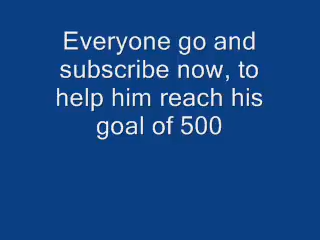 Everyone go and
subscribe now, to
help him reach his
goal of 500